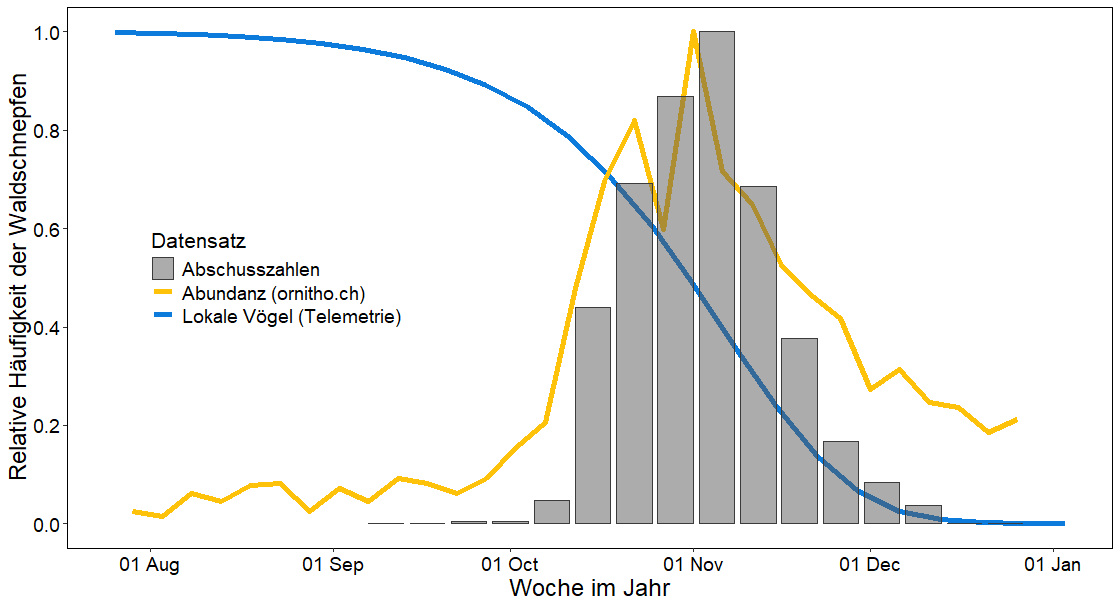 Relative Häufigkeit der Waldschnepfen
1.0
0.8
0.6
0.4
0.2
0.0
Datensatz
Abschusszahlen
Abundanz (ornitho.ch)
Lokale Vögel (Telemetrie)
01 Aug
01 Sep
01 Oct
01 Nov
01 Dec
01 Jan
Woche im Jahr